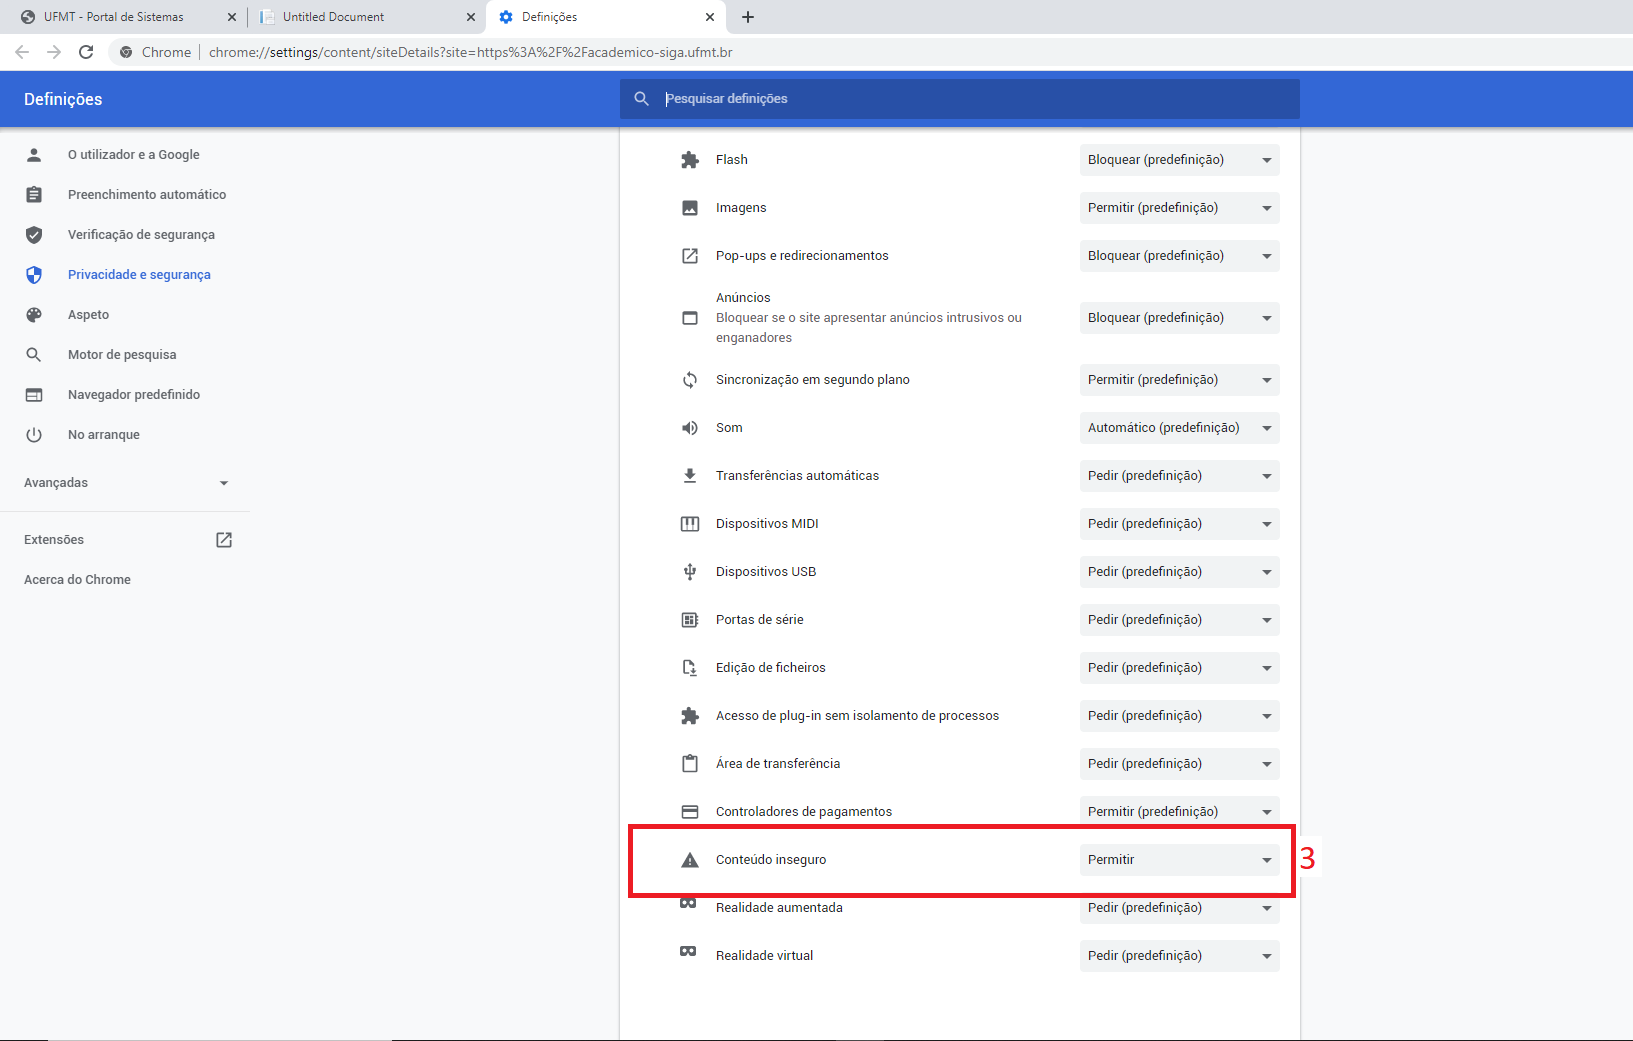 UFMT - Portal de Sistemas
Untitled Document
Definições
Chrome
chrome://settings/content/siteDetails?site=https%3A%2F%2Facademico-siga.ufmt.br
Definições
Pesquisar definições
O utilizador e a Google
Preenchimento automático
Verificação de segurança
Privacidade e segurança
Aspeto
Motor de pesquisa
Navegador predefinido
No arranque
Avançadas
Extensões
Acerca do Chrome
Flash
Bloquear (predefinição)
Imagens
Permitir (predefinição)
Pop-ups e redirecionamentos
Bloquear (predefinição)
Anúncios
Bloquear se o site apresentar anúncios intrusivos ou
enganadores
Bloquear (predefinição)
Sincronização em segundo plano
Permitir (predefinição)
Som
Automático (predefinição)
Transferências automáticas
Pedir (predefinição)
Dispositivos MIDI
Pedir (predefinição)
Dispositivos USB
Pedir (predefinição)
Portas de série
Pedir (predefinição)
Edição de ficheiros
Pedir (predefinição)
Acesso de plug-in sem isolamento de processos
Pedir (predefinição)
Área de transferência
Pedir (predefinição)
Controladores de pagamentos
Permitir (predefinição)
Conteúdo inseguro
Permitir
3
Realidade aumentada
Pedir (predefinição)
Realidade virtual
Pedir (predefinição)